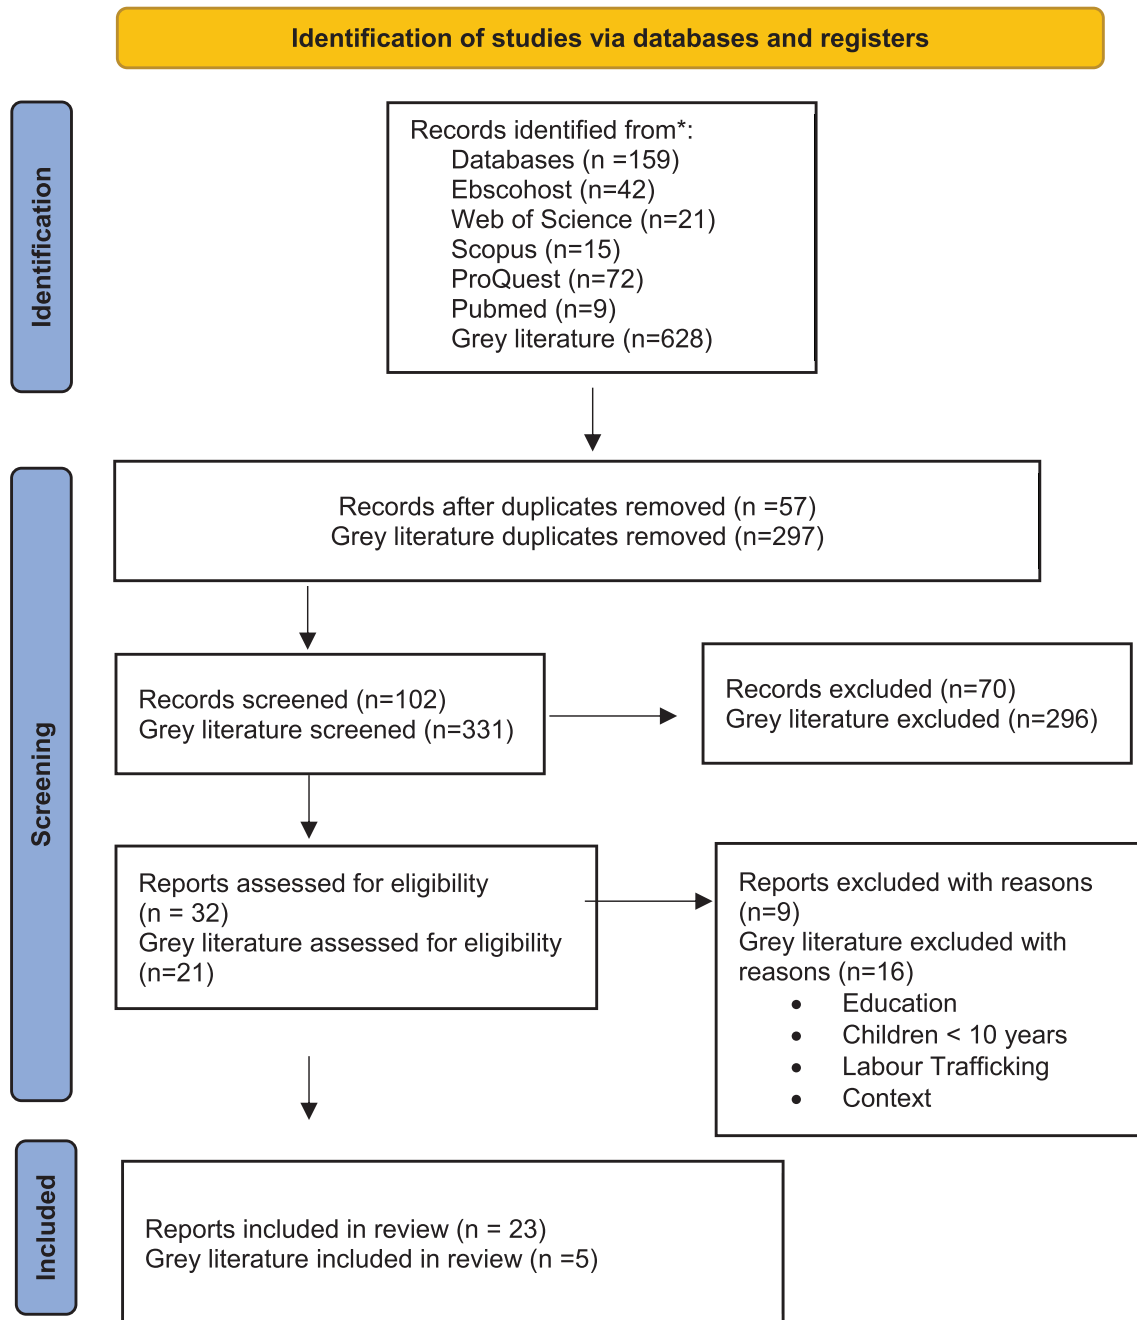 Identification of studies via databases and registers
Identification
Records identified from*:
Databases (n =159)
Ebscohost (n=42)
Web of Science (n=21)
Scopus (n=15)
ProQuest (n=72)
Pubmed (n=9)
Grey literature (n=628)
Screening
Records after duplicates removed (n =57)
Grey literature duplicates removed (n=297)
Records screened (n=102)
Grey literature screened (n=331)
Records excluded (n=70)
Grey literature excluded (n=296)
Reports assessed for eligibility
(n = 32)
Grey literature assessed for eligibility
(n=21)
Reports excluded with reasons
(n=9)
Grey literature excluded with
reasons (n=16)
• Education
• Children < 10 years
• Labour Trafficking
• Context
Included
Reports included in review (n = 23)
Grey literature included in review (n =5)